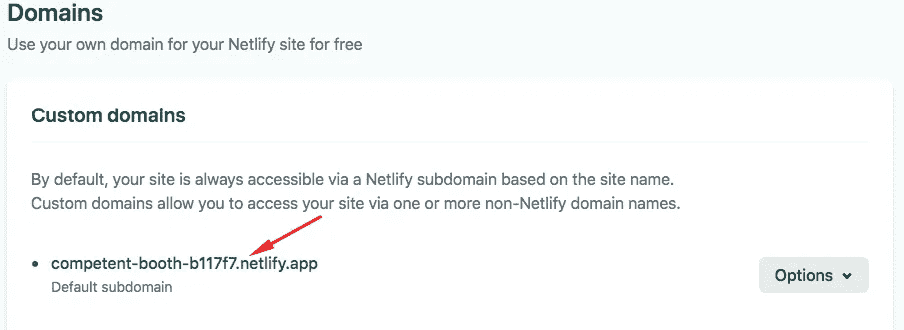 Domains
Use your own domain for your Netlify site for free
Custom domains
By default, your site is always accessible via a Netlify subdomain based on the site name.
Custom domains allow you to access your site via one or more non-Netlify domain names.
competent-booth-b117f7.netlify.app
Default subdomain
Options